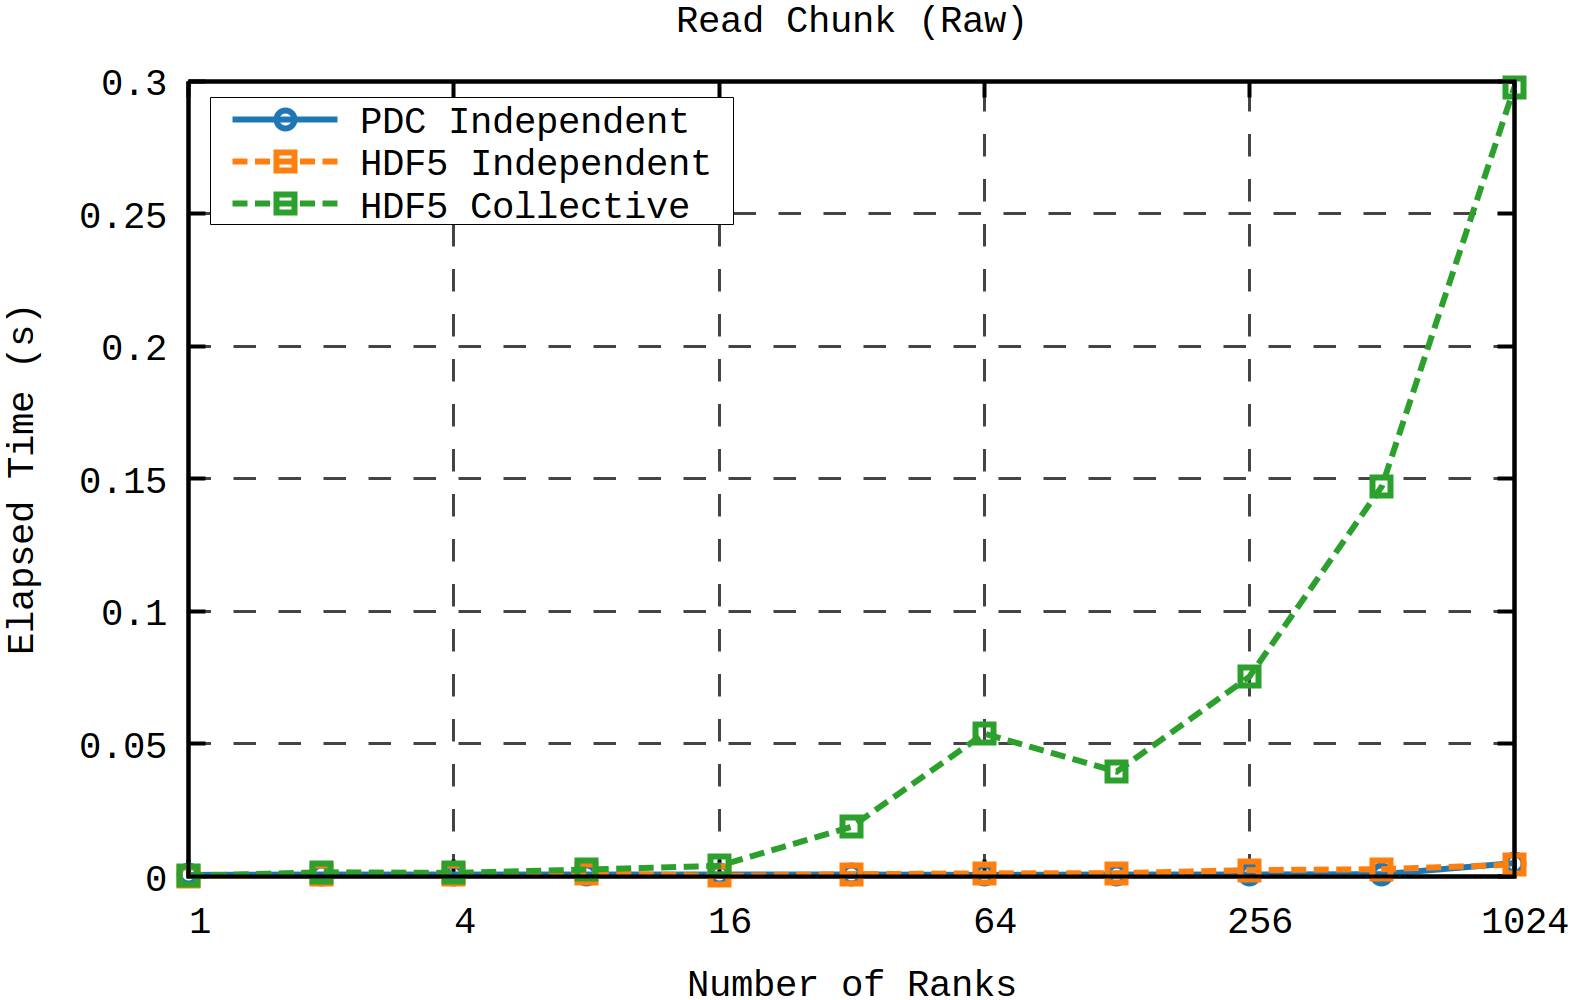 Read Chunk (Raw)
0.3
0.25
0.2
0.15
0.1
0.05
0
Elapsed Time (s)
PDC Independent
HDF5 Independent
HDF5 Collective
1 4 16 64 256 1024
Number of Ranks